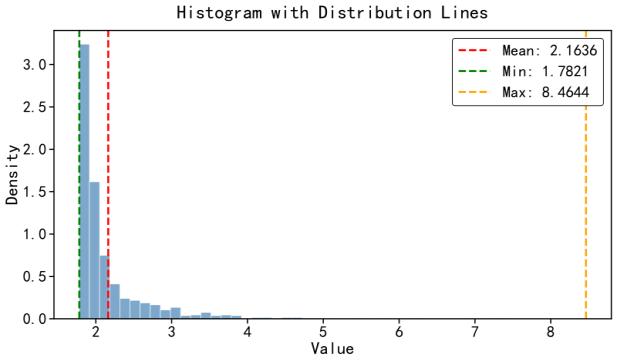 Histogram with Distribution Lines
Mean: 2.1636
Min: 1.7821
Max: 8.4644
Density
3.0
2.5
2.0
1.5
1.0
0.5
0.0
2 3 4 5 6 7 8
Value